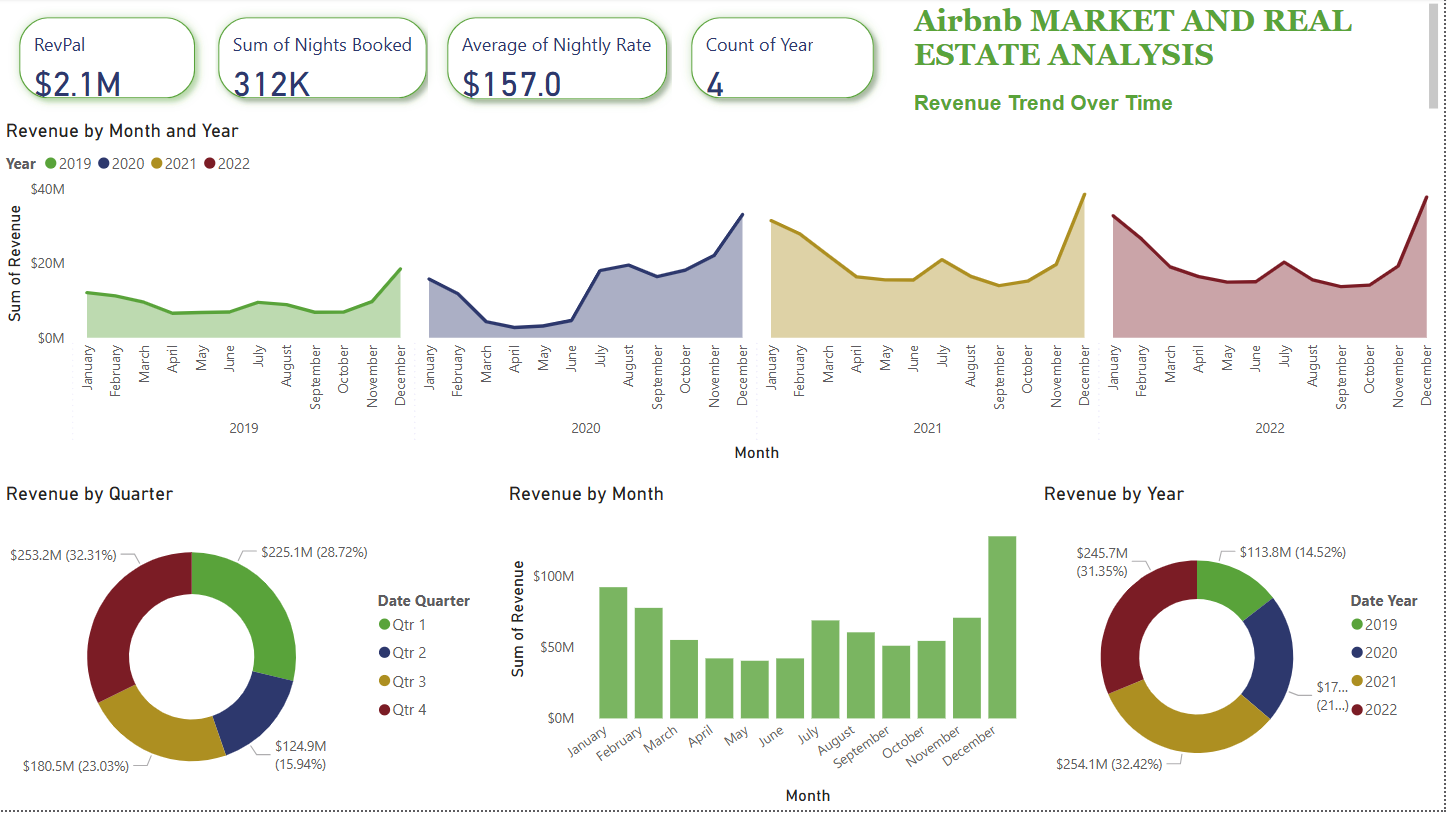 RevPal
$2.1M
Sum of Nights Booked
312K
Average of Nightly Rate
$157.0
Count of Year
4
Airbnb MARKET AND REAL
ESTATE ANALYSIS
Revenue Trend Over Time
Revenue by Month and Year
Year 2019 2020 2021 2022
Sum of Revenue
$40M
$20M
$0M
January February March April May June July August September October November December
January February March April May June July August September October November December
January February March April May June July August September October November December
January February March April May June July August September October November December
2019 2020 2021 2022
Month
Revenue by Quarter
$253.2M (32.31%)
$225.1M (28.72%)
$180.5M (23.03%)
$124.9M
(15.94%)
Date Quarter
Qtr 1
Qtr 2
Qtr 3
Qtr 4
Revenue by Month
Sum of Revenue
$100M
$50M
$0M
January February March April May June July August September October November December
Month
Revenue by Year
$245.7M
(31.35%)
$113.8M (14.52%)
$17...
(21...)
$254.1M (32.42%)
Date Year
2019
2020
2021
2022